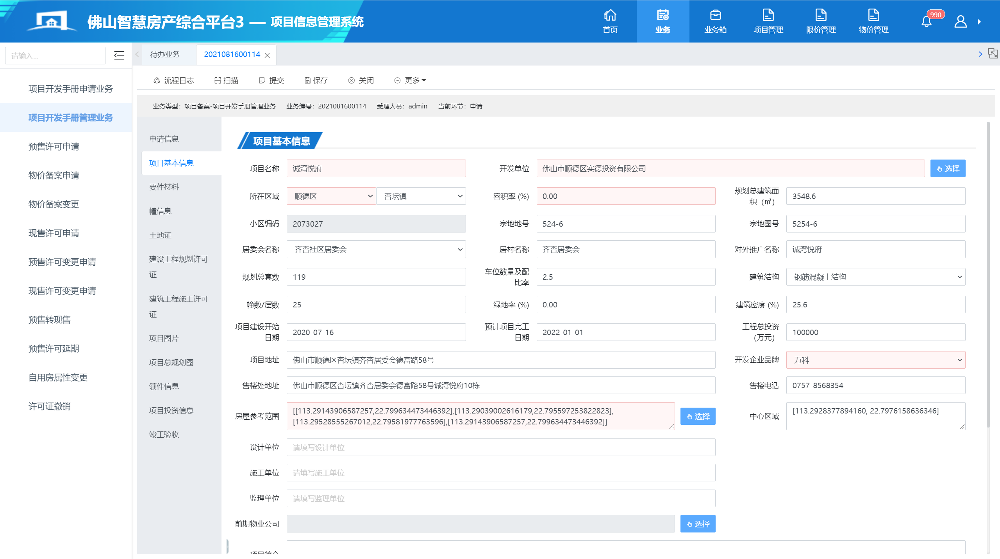 佛山智慧房产综合平台3 — 项目信息管理系统
首页
业务
业务箱
项目管理
限价管理
物价管理
990
请输入...
待办业务
2021081600114
流程日志
扫描
提交
保存
关闭
更多
业务类型：项目备案-项目开发手册管理业务 业务编号：2021081600114 受理人员：admin 当前环节：申请
项目开发手册申请业务
项目开发手册管理业务
预售许可申请
物价备案申请
物价备案变更
现售许可申请
预售许可变更申请
现售许可变更申请
预售转现售
预售许可延期
自用房属性变更
许可证撤销
申请信息
项目基本信息
要件材料
幢信息
土地证
建设工程规划许可
证
建筑工程施工许可
证
项目图片
项目总规划图
领件信息
项目投资信息
竣工验收
项目基本信息
项目名称 诚湾悦府
开发单位 佛山市顺德区实德投资有限公司 选择
所在区域 顺德区 杏坛镇
容积率 (%) 0.00
规划总建筑面
积（㎡） 3548.6
小区编码 2073027
宗地地号 524-6
宗地图号 5254-6
居委会名称 齐杏社区居委会
居村名称 齐杏居委会
对外推广名称 诚湾悦府
规划总套数 119
车位数量及配
比率 2.5
建筑结构 钢筋混凝土结构
幢数/层数 25
绿地率 (%) 0.00
建筑密度 (%) 25.6
项目建设开始
日期 2020-07-16
预计项目完工
日期 2022-01-01
工程总投资
(万元) 100000
项目地址 佛山市顺德区杏坛镇齐杏居委会德富路58号
开发企业品牌 万科
售楼处地址 佛山市顺德区杏坛镇齐杏居委会德富路58号诚湾悦府10栋
售楼电话 0757-8568354
房屋参考范围
[[113.29143906587257,22.799634473446392],[113.29039002616179,22.795597253822823],
[113.29528555267012,22.79581977763596],[113.29143906587257,22.799634473446392]]
选择
中心区域 [113.2928377894160, 22.7976158636346]
设计单位 请填写设计单位
施工单位 请填写施工单位
监理单位 请填写监理单位
前期物业公司 选择
项目简介